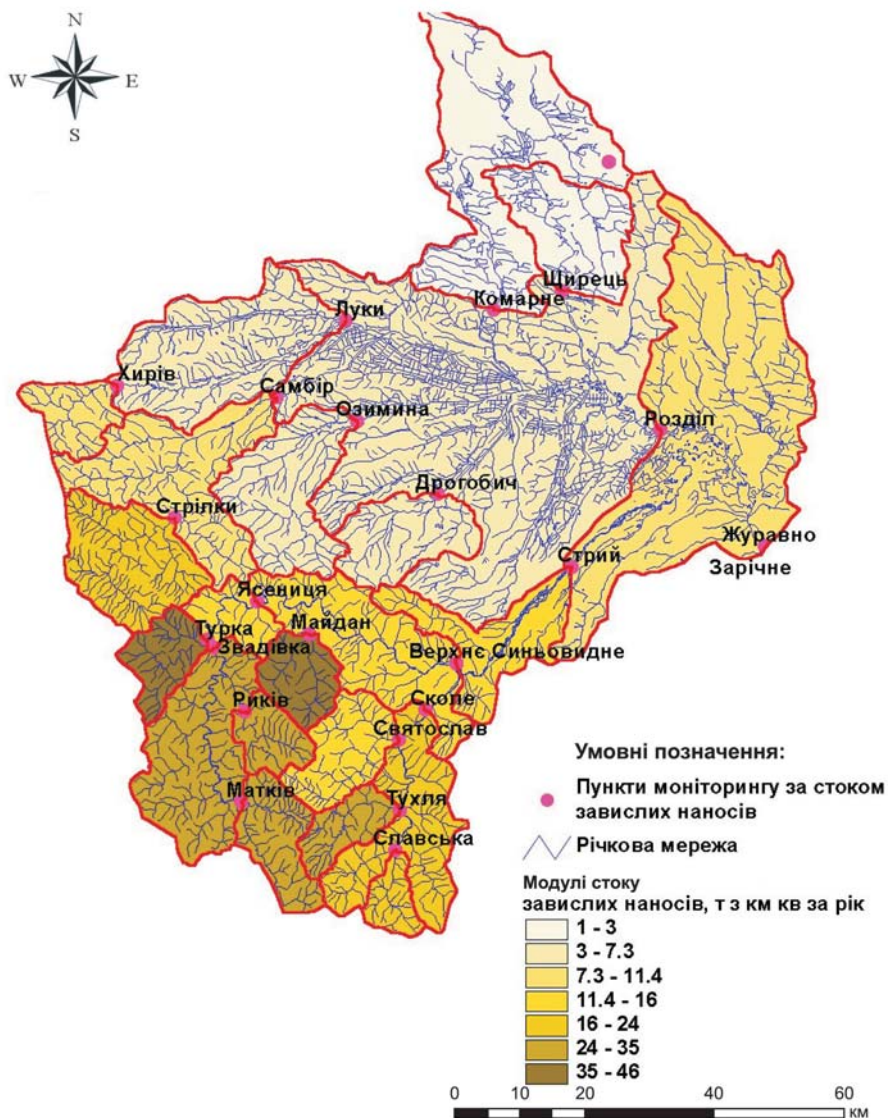 N
W E
S
Щирець
Комарне
Луки
Хирів
Самбір
Озимина
Розділ
Дрогобич
Стрілки
Журавно
Стрий
Зарічне
Ясениця
Турка
Майдан
Звадівка
Верхнє Синьовидне
Риків
Сколе
Святослав
Матків
Тухля
Славська
Умовні позначення:
Пункти моніторингу за стоком
завислих наносів
Річкова мережа
Модулі стоку
завислих наносів, т з км кв за рік
1 - 3
3 - 7.3
7.3 - 11.4
11.4 - 16
16 - 24
24 - 35
35 - 46
0 10 20 40 60
км